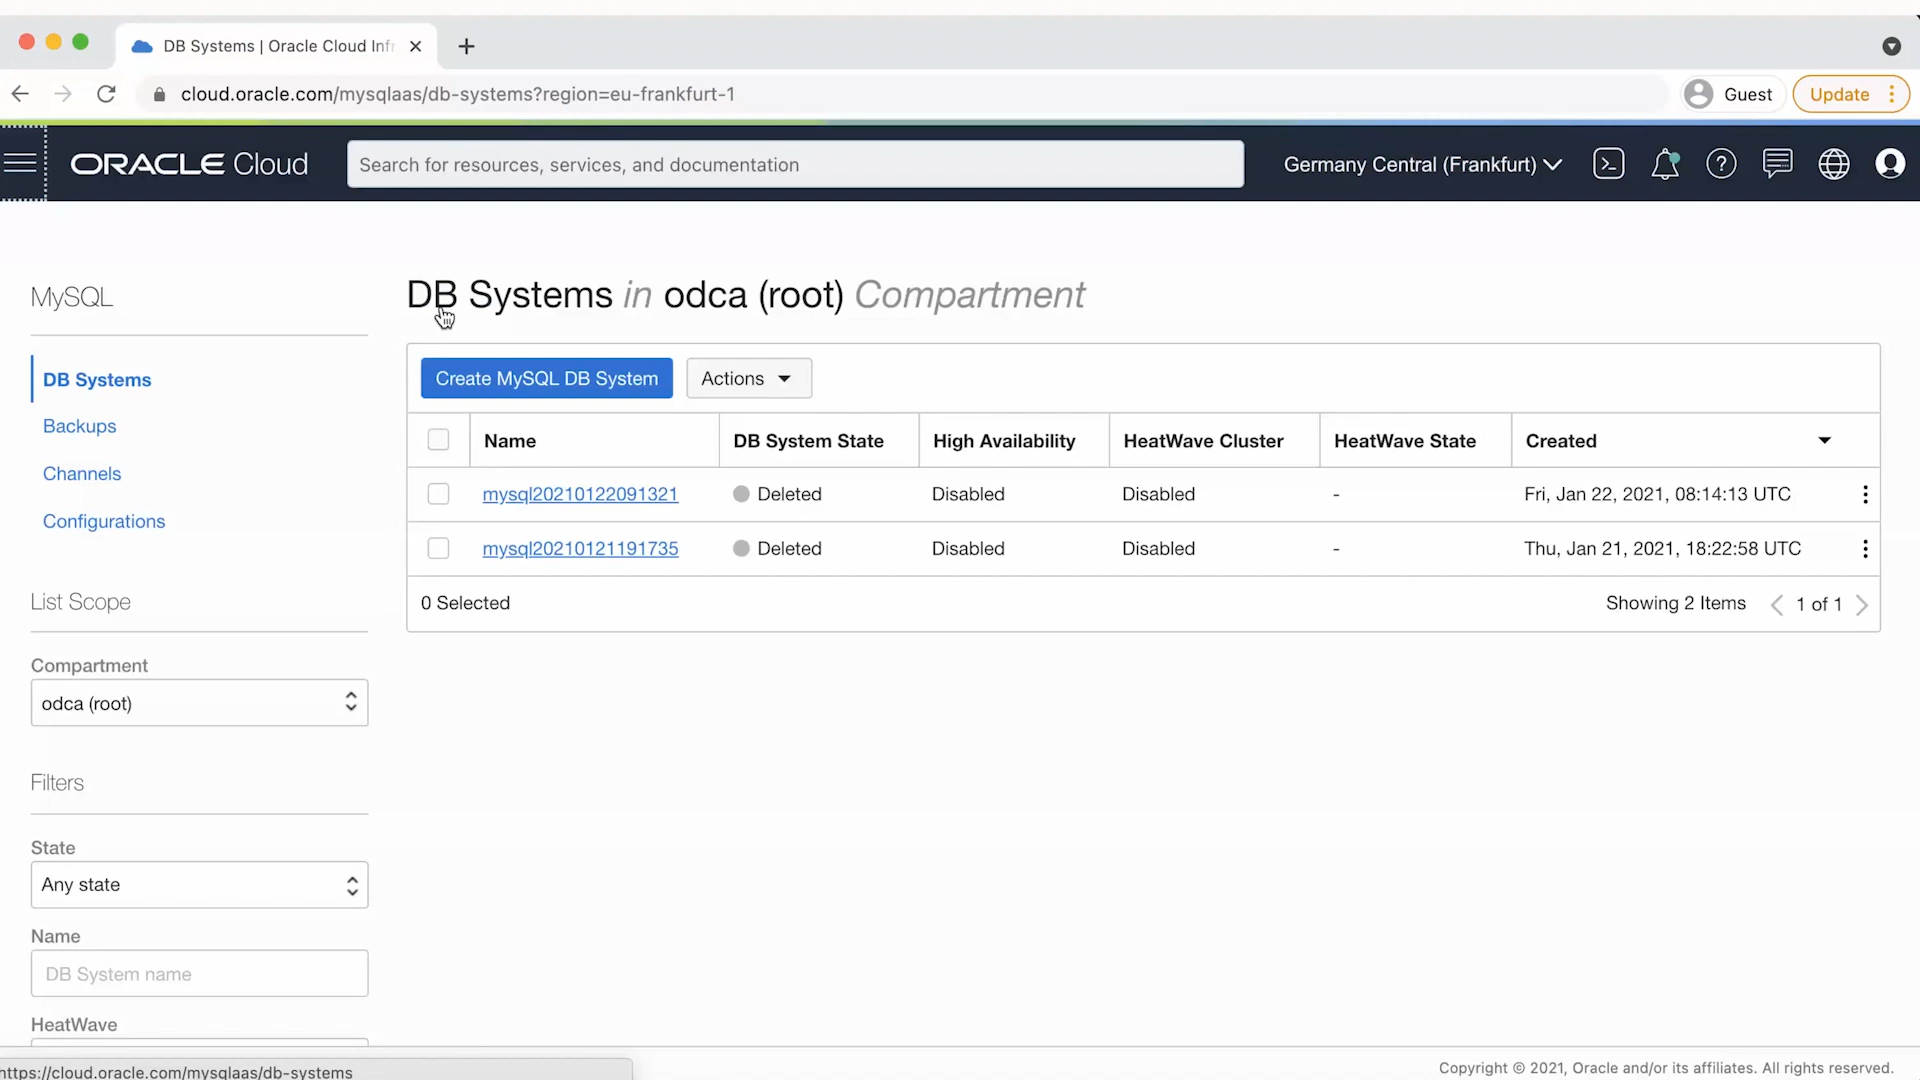 DB Systems | Oracle Cloud Infr
cloud.oracle.com/mysqlaas/db-systems?region=eu-frankfurt-1
Guest
Update
ORACLE Cloud
Search for resources, services, and documentation
Germany Central (Frankfurt)
MySQL
DB Systems
Backups
Channels
Configurations
List Scope
Compartment
odca (root)
Filters
State
Any state
Name
DB System name
HeatWave
DB Systems in odca (root) Compartment
Create MySQL DB System
Actions
Name DB System State High Availability HeatWave Cluster HeatWave State Created
mysql20210122091321 Deleted Disabled Disabled - Fri, Jan 22, 2021, 08:14:13 UTC
mysql20210121191735 Deleted Disabled Disabled - Thu, Jan 21, 2021, 18:22:58 UTC
0 Selected
Showing 2 Items
1 of 1
https://cloud.oracle.com/mysqlaas/db-systems
Copyright © 2021, Oracle and/or its affiliates. All rights reserved.